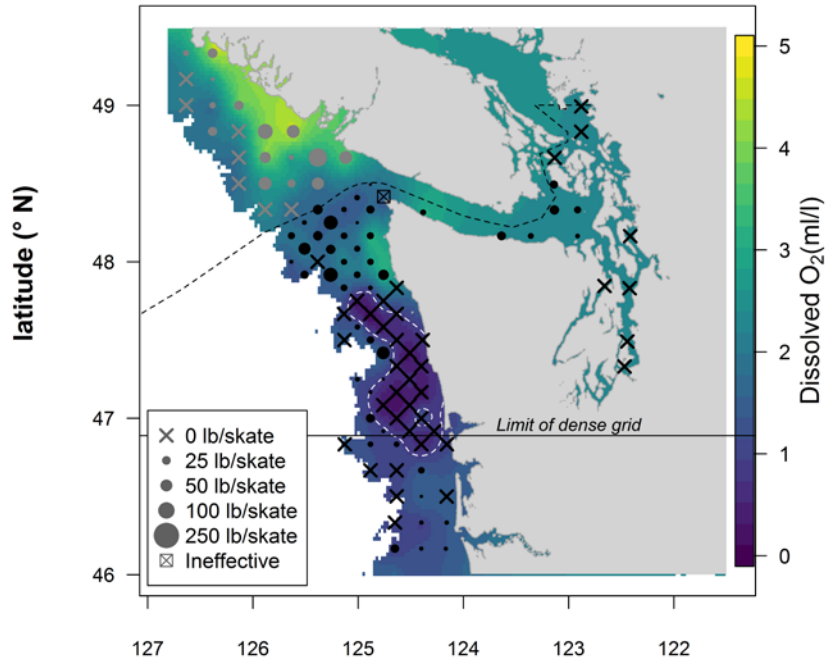 latitude (° N)
49
48
47
46
127
126
125
124
123
122
Limit of dense grid
0 lb/skate
25 lb/skate
50 lb/skate
100 lb/skate
250 lb/skate
Ineffective
5
4
3
2
1
0
Dissolved O₂(ml/l)